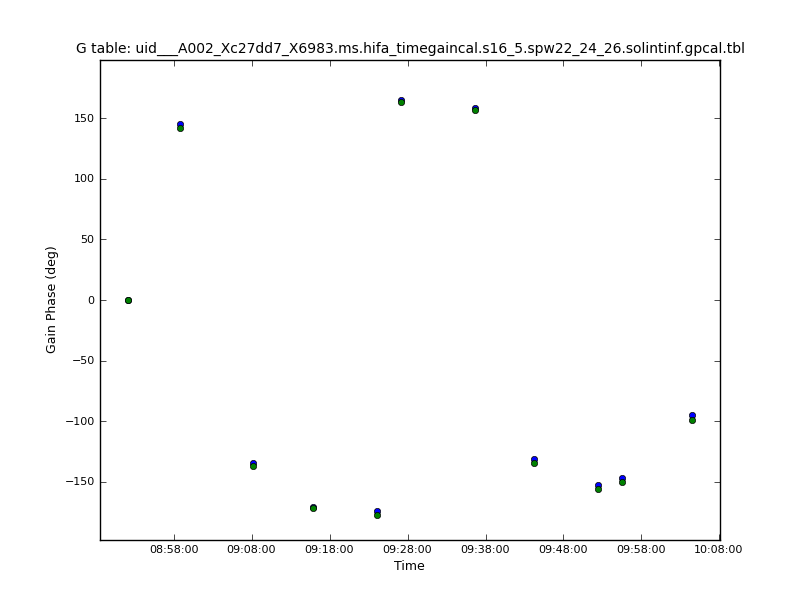 G table: uid___A002_Xc27dd7_X6983.ms.hifa_timegaincal.s16_5.spw22_24_26.solintinf.gpcal.tbl
Gain Phase (deg)
150
100
50
0
−50
−100
−150
08:58:00 09:08:00 09:18:00 09:28:00 09:38:00 09:48:00 09:58:00 10:08:00
Time